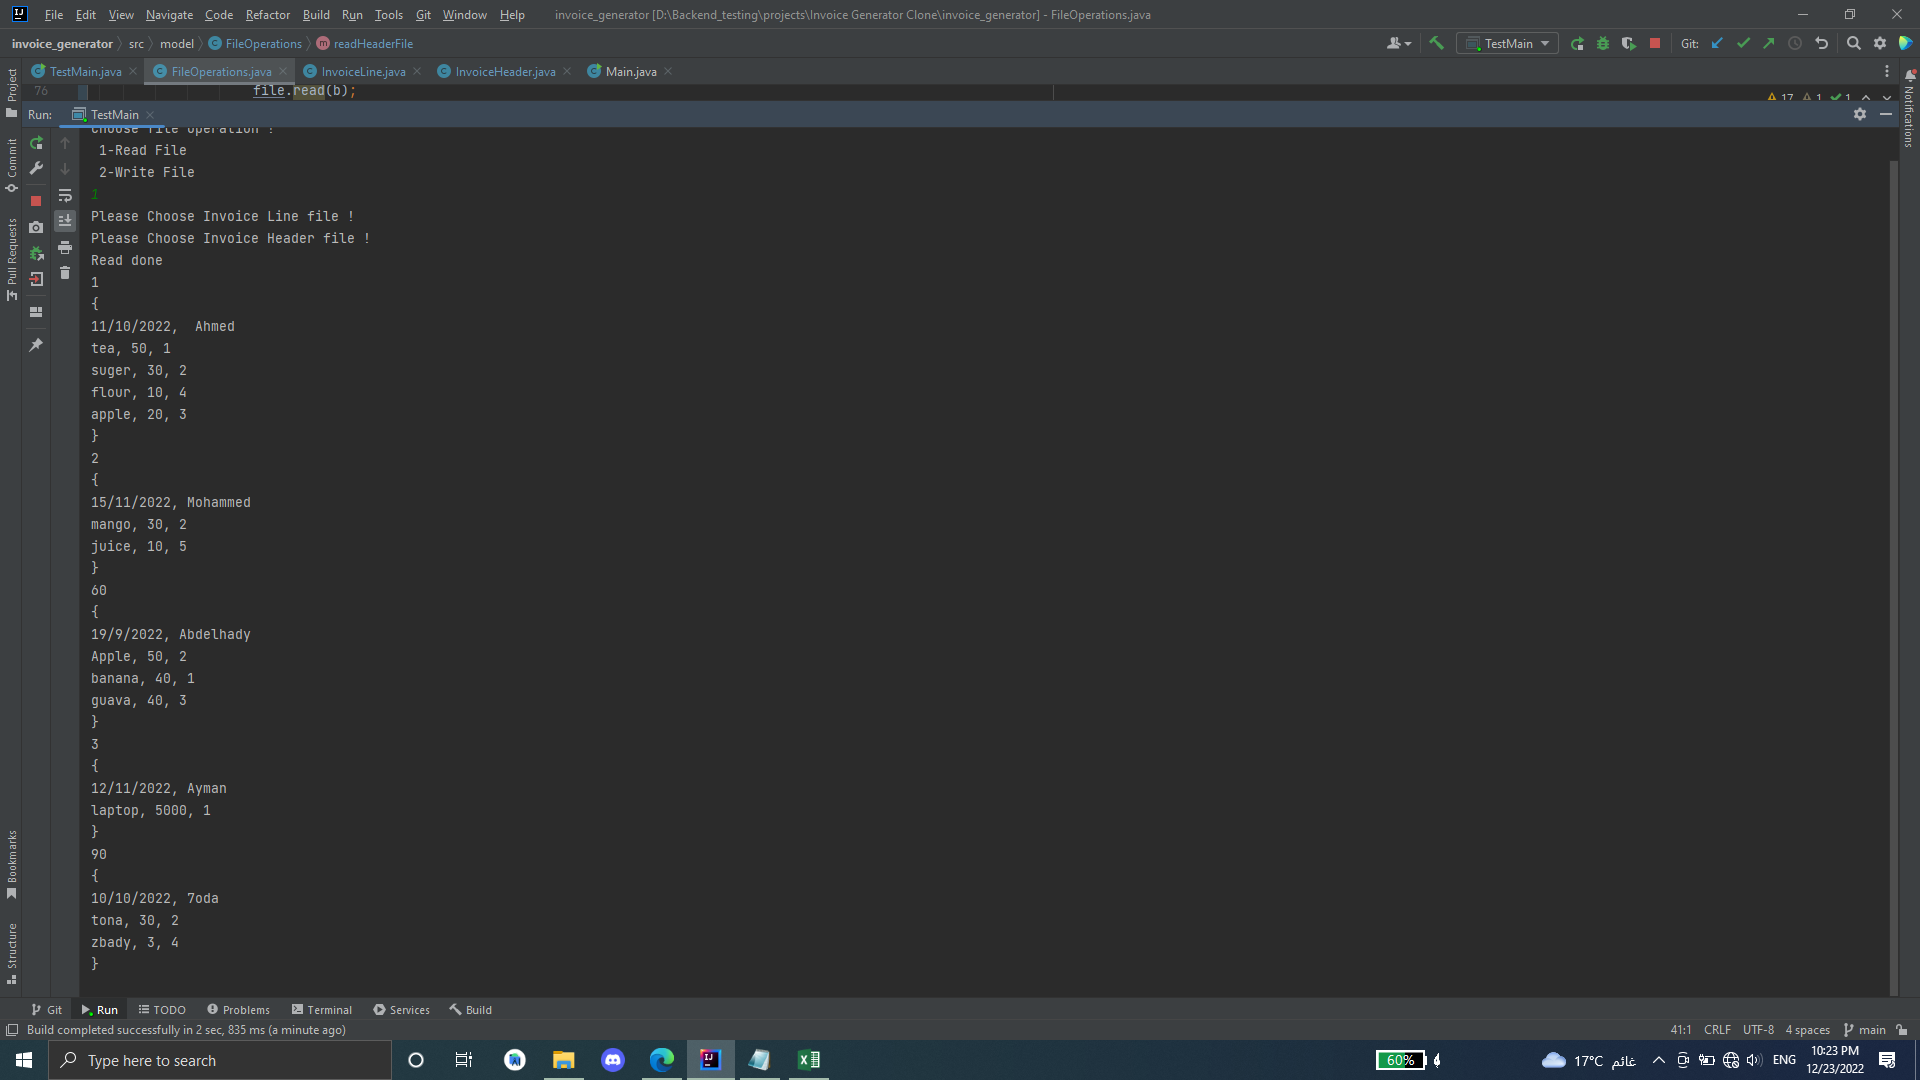 File Edit View Navigate Code Refactor Build Run Tools Git Window Help invoice_generator [D:\Backend_testing\projects\Invoice Generator Clone\invoice_generator] - FileOperations.java
invoice_generator src model FileOperations readHeaderFile TestMain Git:
TestMain.java FileOperations.java InvoiceLine.java InvoiceHeader.java Main.java
76 file.read(b); 17 1 1
Run: TestMain
Choose file operation !
1-Read File
2-Write File
1
Please Choose Invoice Line file !
Please Choose Invoice Header file !
Read done
1
{
11/10/2022,  Ahmed
tea, 50, 1
suger, 30, 2
flour, 10, 4
apple, 20, 3
}
2
{
15/11/2022, Mohammed
mango, 30, 2
juice, 10, 5
}
60
{
19/9/2022, Abdelhady
Apple, 50, 2
banana, 40, 1
guava, 40, 3
}
3
{
12/11/2022, Ayman
laptop, 5000, 1
}
90
{
10/10/2022, 7oda
tona, 30, 2
zbady, 3, 4
}
Project
Commit
Pull Requests
Bookmarks
Structure
Notifications
Git Run TODO Problems Terminal Services Build
Build completed successfully in 2 sec, 835 ms (a minute ago) 41:1 CRLF UTF-8 4 spaces main
Type here to search 60% 17°C غائم ENG 10:23 PM
12/23/2022